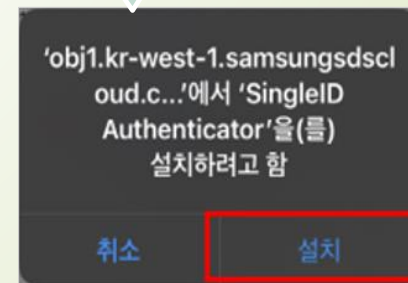 'obj1.kr-west-1.samsungsdscl
oud.c...'에서 'SingleID
Authenticator'을(를)
설치하려고 함
취소
설치